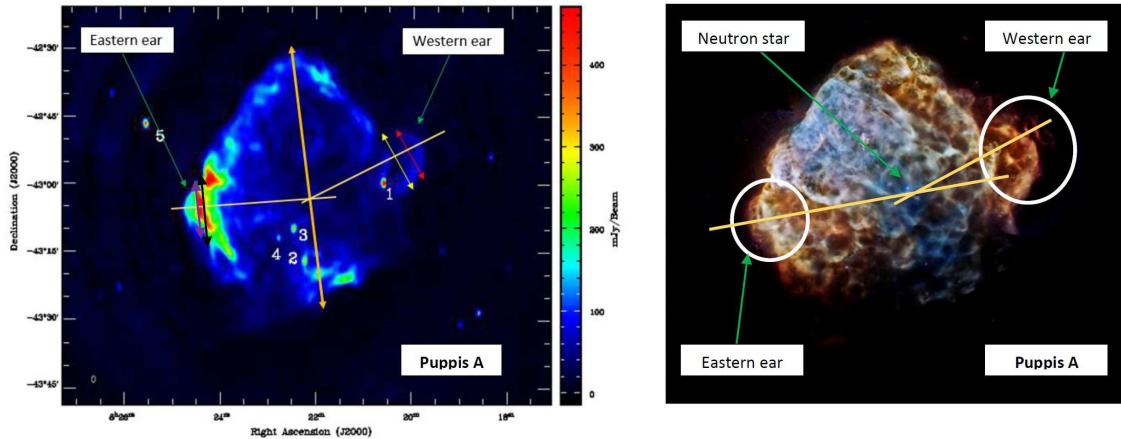 Eastern ear
Western ear
Puppis A
Declination (J2000)
-42°30'
-42°45'
-43°00'
-43°15'
-43°30'
-43°45'
8ʰ26ᵐ
24ᵐ
22ᵐ
20ᵐ
18ᵐ
Right Ascension (J2000)
1
2
3
4
5
400
300
200
100
0
mJy/Beam
Neutron star
Western ear
Eastern ear
Puppis A